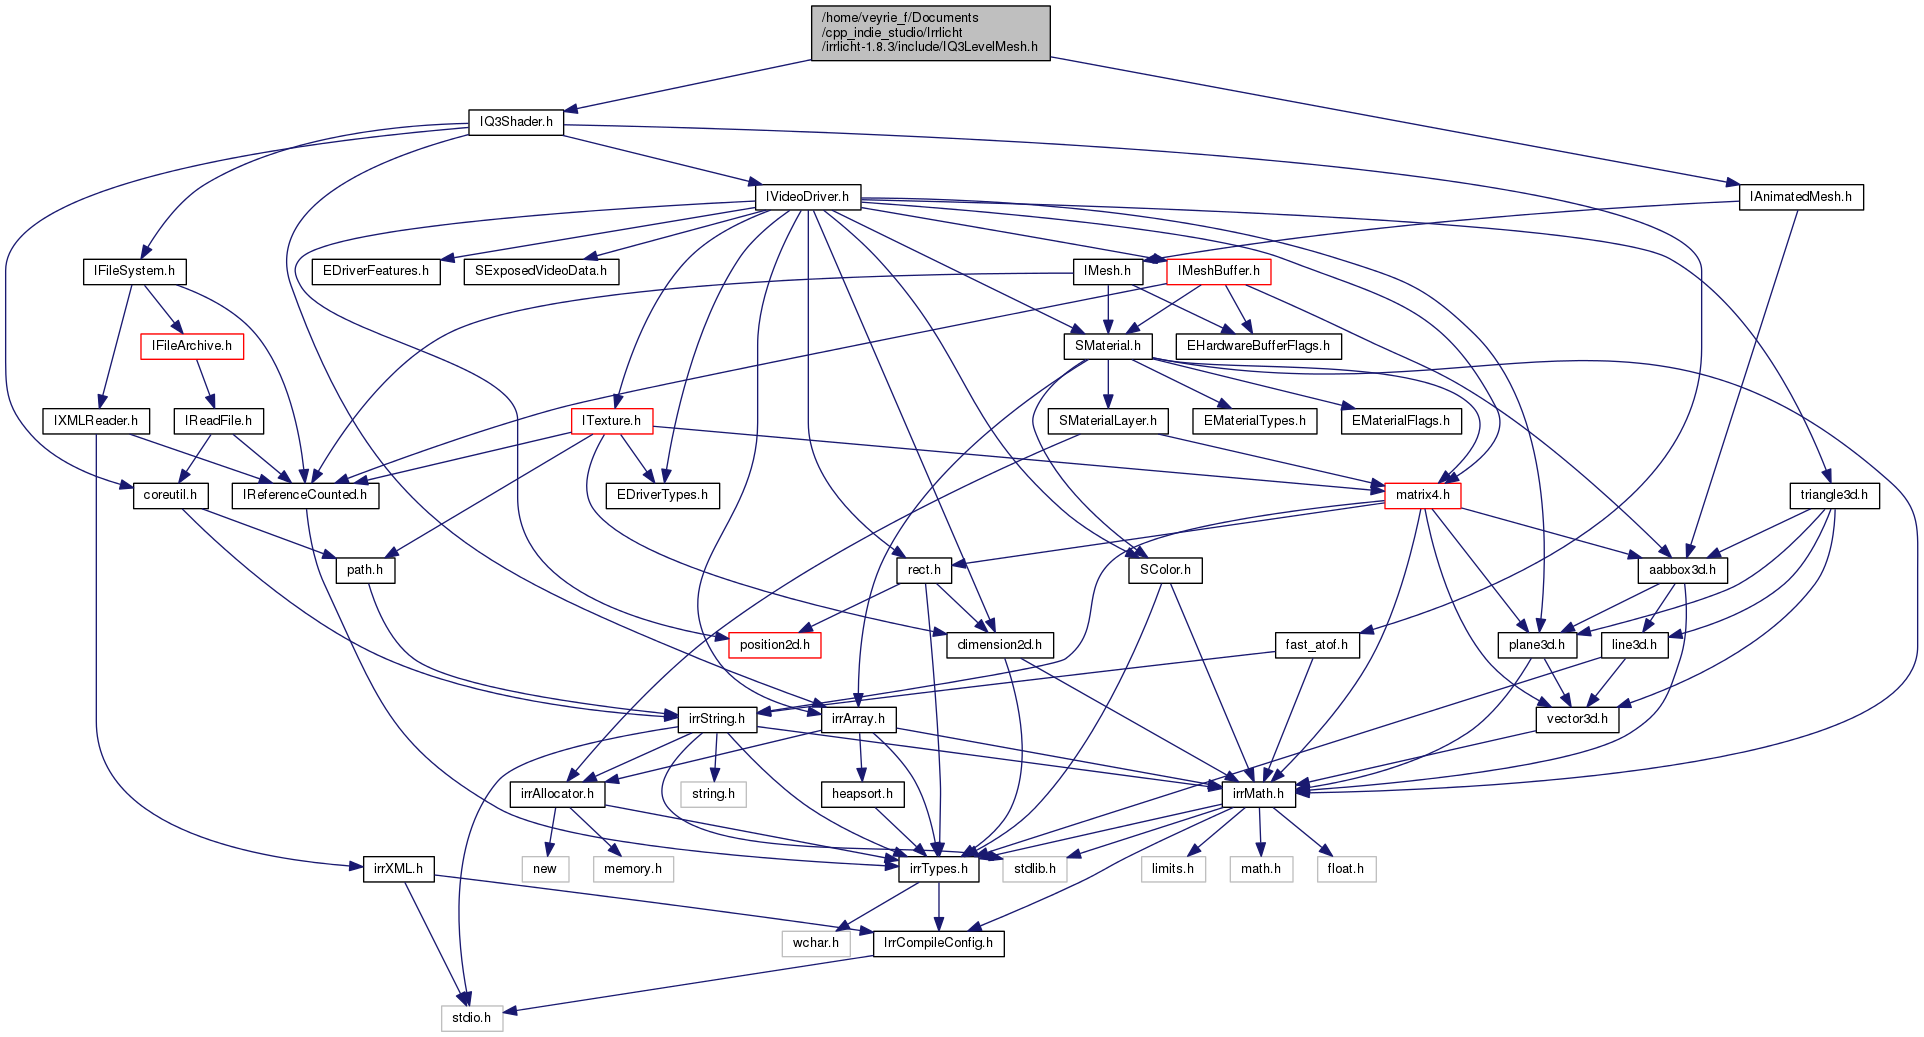 /home/veyrie_f/Documents
/cpp_indie_studio/Irrlicht
/irrlicht-1.8.3/include/IQ3LevelMesh.h
IQ3Shader.h
IVideoDriver.h
IAnimatedMesh.h
IFileSystem.h
EDriverFeatures.h
SExposedVideoData.h
IMesh.h
IMeshBuffer.h
IFileArchive.h
SMaterial.h
EHardwareBufferFlags.h
IXMLReader.h
IReadFile.h
ITexture.h
SMaterialLayer.h
EMaterialTypes.h
EMaterialFlags.h
coreutil.h
IReferenceCounted.h
EDriverTypes.h
matrix4.h
triangle3d.h
path.h
rect.h
SColor.h
aabbox3d.h
position2d.h
dimension2d.h
fast_atof.h
plane3d.h
line3d.h
irrString.h
irrArray.h
vector3d.h
irrAllocator.h
string.h
heapsort.h
irrMath.h
irrXML.h
new
memory.h
irrTypes.h
stdlib.h
limits.h
math.h
float.h
wchar.h
IrrCompileConfig.h
stdio.h